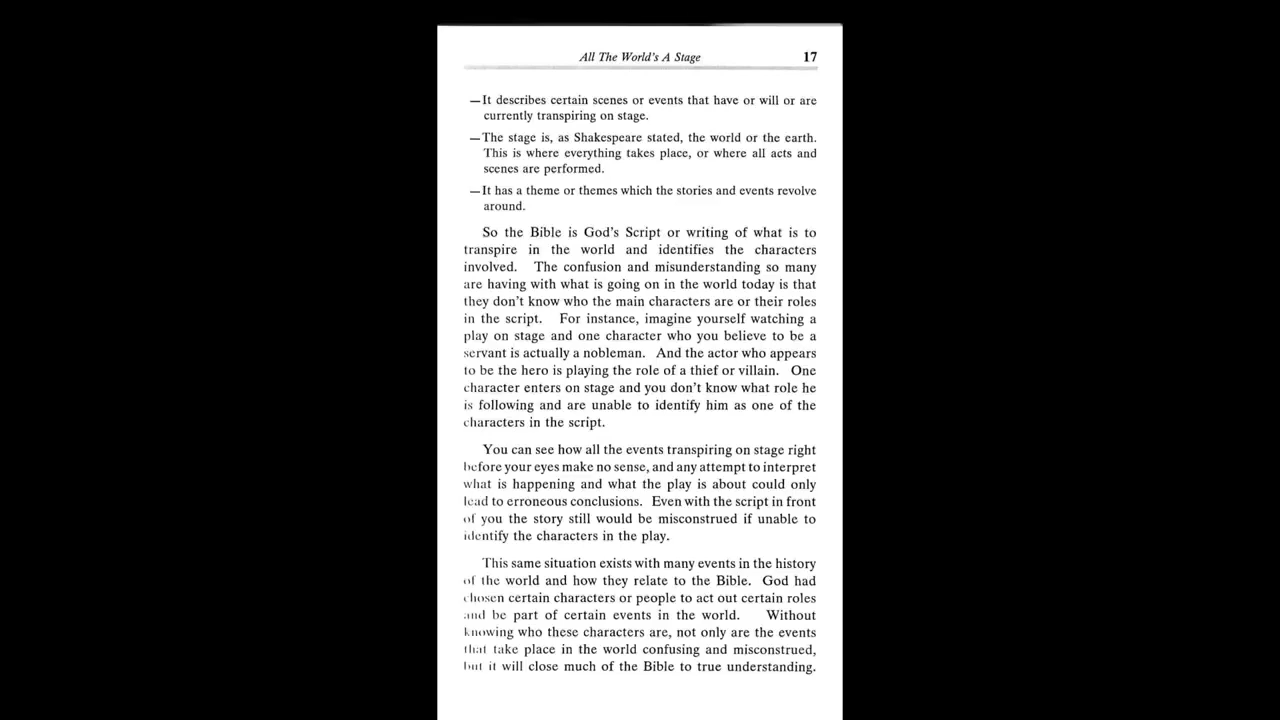 All The World's A Stage 17
—It describes certain scenes or events that have or will or are
currently transpiring on stage.
—The stage is, as Shakespeare stated, the world or the earth.
This is where everything takes place, or where all acts and
scenes are performed.
—It has a theme or themes which the stories and events revolve
around.
So the Bible is God's Script or writing of what is to
transpire in the world and identifies the characters
involved. The confusion and misunderstanding so many
are having with what is going on in the world today is that
they don't know who the main characters are or their roles
in the script. For instance, imagine yourself watching a
play on stage and one character who you believe to be a
servant is actually a nobleman. And the actor who appears
to be the hero is playing the role of a thief or villain. One
character enters on stage and you don't know what role he
is following and are unable to identify him as one of the
characters in the script.
You can see how all the events transpiring on stage right
before your eyes make no sense, and any attempt to interpret
what is happening and what the play is about could only
lead to erroneous conclusions. Even with the script in front
of you the story still would be misconstrued if unable to
identify the characters in the play.
This same situation exists with many events in the history
of the world and how they relate to the Bible. God had
chosen certain characters or people to act out certain roles
and be part of certain events in the world. Without
knowing who these characters are, not only are the events
that take place in the world confusing and misconstrued,
but it will close much of the Bible to true understanding.